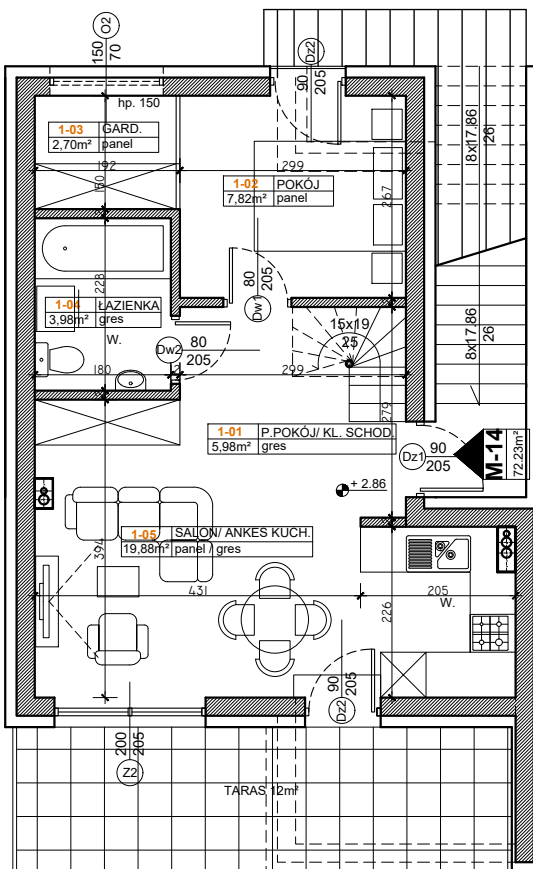 150
70
O2
90
205
Dz2
hp. 150
1-03 GARD.
2,70m² panel
192
299
150
1-02 POKÓJ
7,82m² panel
267
8x17,86
26
228
80
205
Dw1
1-04 ŁAZIENKA
3,98m² gres
W.
Dw2
80
205
15x19
25
8x17,86
26
180
12
299
279
1-01 P.POKÓJ/ KL. SCHOD.
5,98m² gres
Dz1
90
205
M-14
72.23m²
+ 2.86
1-05 SALON/ ANKES KUCH.
19,88m² panel / gres
394
431
205
W.
226
90
205
Dz2
200
205
Z2
TARAS 12m²